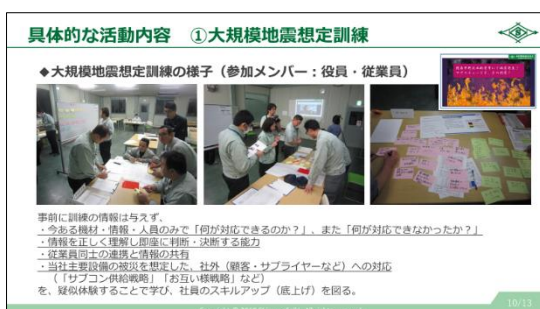 具体的な活動内容　①大規模地震想定訓練
◆大規模地震想定訓練の様子（参加メンバー：役員・従業員）
事前に訓練の情報は与えず、
・今ある機材・情報・人員のみで「何が対応できるのか？」、また「何が対応できなかったか？」
・情報を正しく理解し即座に判断・決断する能力
・従業員同士の連携と情報の共有
・当社主要設備の被災を想定した、社外（顧客・サプライヤーなど）への対応
（「サブコン供給戦略」「お互い様戦略」など）
を、疑似体験することで学び、社員のスキルアップ（底上げ）を図る。
10/13